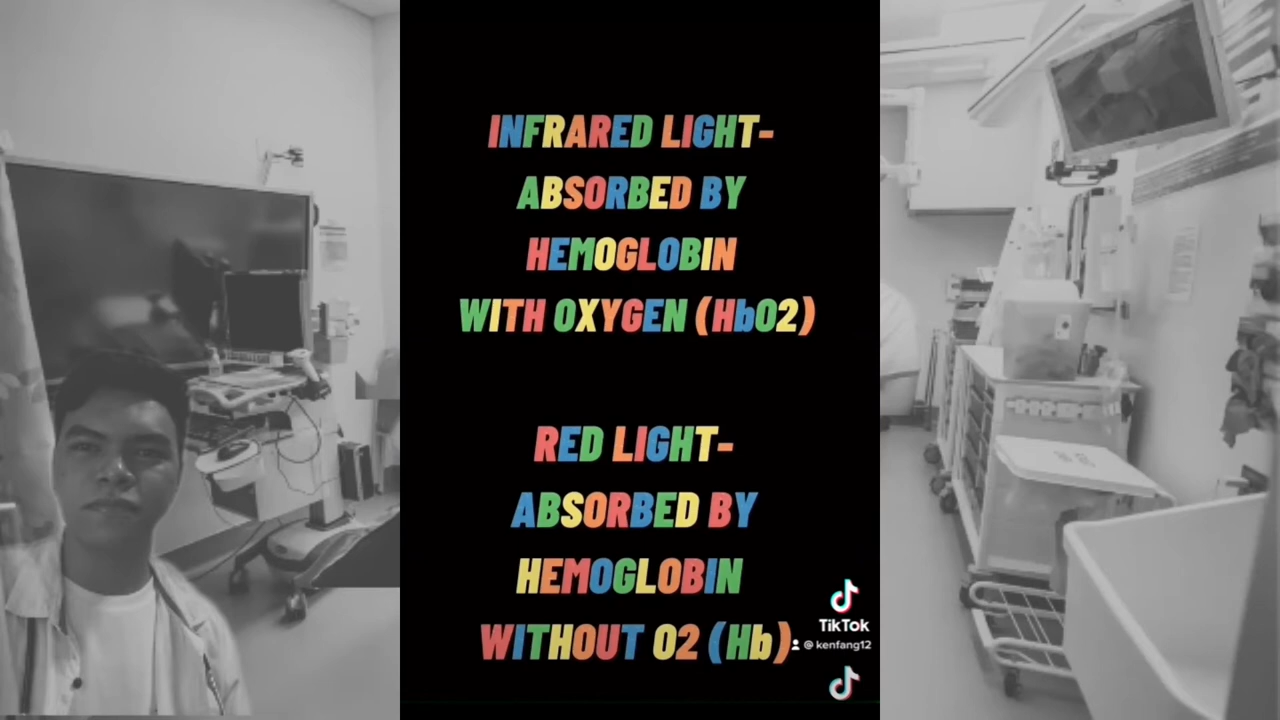 INFRARED LIGHT-
ABSORBED BY
HEMOGLOBIN
WITH OXYGEN (HbO2)
RED LIGHT-
ABSORBED BY
HEMOGLOBIN
WITHOUT O2 (Hb)
TikTok
@ kenfang12